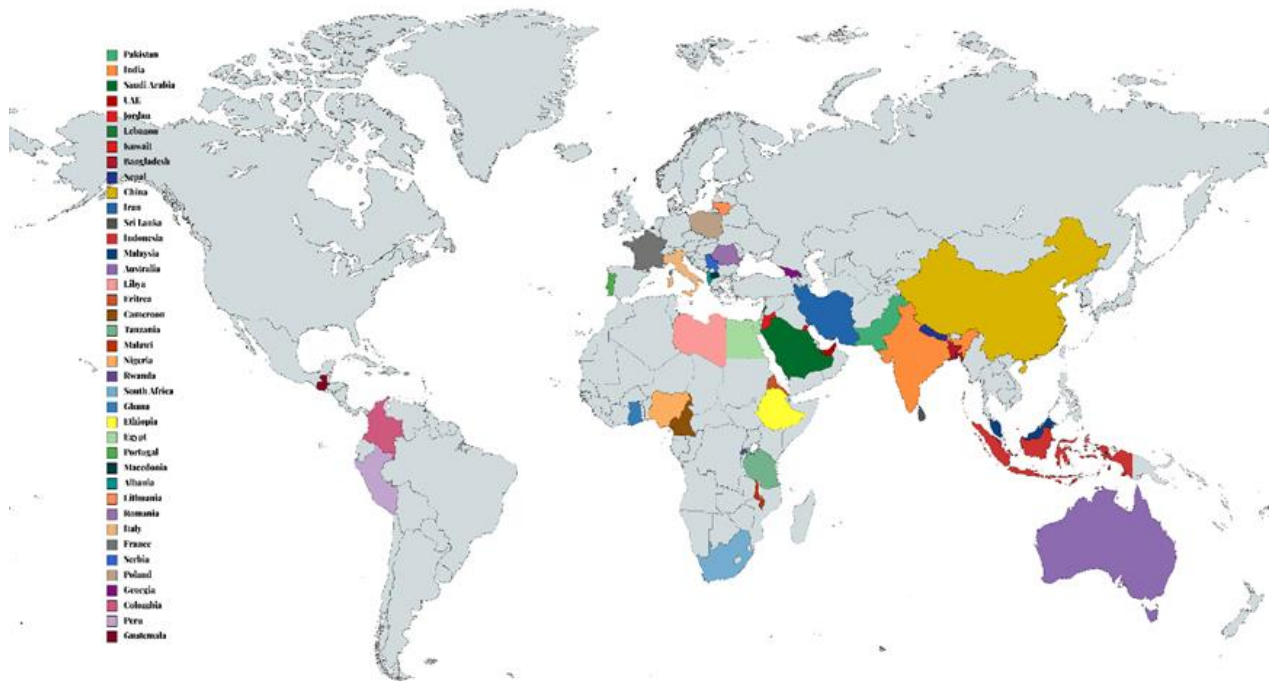 Pakistan
India
Saudi Arabia
UAE
Jordan
Lebanon
Kuwait
Bangladesh
Nepal
China
Iran
Sri Lanka
Indonesia
Malaysia
Australia
Libya
Eritrea
Cameroon
Tanzania
Malawi
Nigeria
Rwanda
South Africa
Ghana
Ethiopia
Egypt
Portugal
Macedonia
Albania
Lithuania
Romania
Italy
France
Serbia
Poland
Georgia
Colombia
Peru
Guatemala